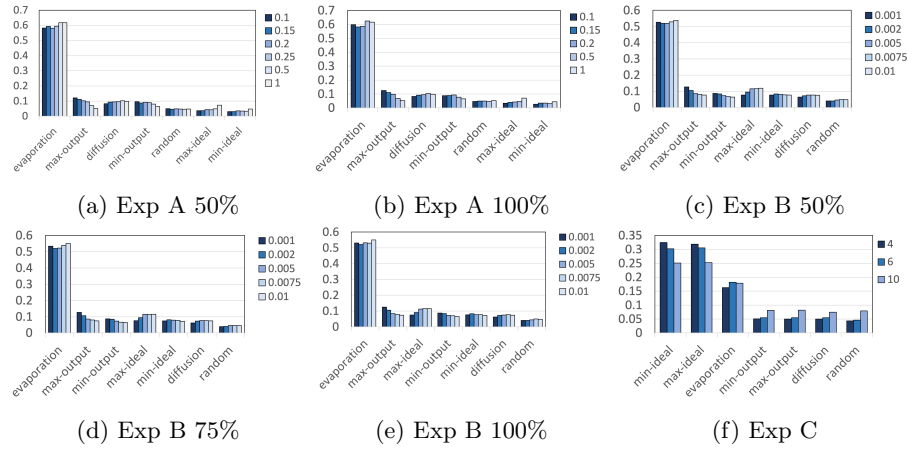 0.7
0.6
0.5
0.4
0.3
0.2
0.1
0
evaporation
max-output
diffusion
min-output
random
max-ideal
min-ideal
0.1
0.15
0.2
0.25
0.5
1
(a) Exp A 50%
0.7
0.6
0.5
0.4
0.3
0.2
0.1
0
evaporation
max-output
diffusion
min-output
random
max-ideal
min-ideal
0.1
0.15
0.2
0.25
0.5
1
(b) Exp A 100%
0.6
0.5
0.4
0.3
0.2
0.1
0
evaporation
max-output
min-output
max-ideal
min-ideal
diffusion
random
0.001
0.002
0.005
0.0075
0.01
(c) Exp B 50%
0.6
0.5
0.4
0.3
0.2
0.1
0
evaporation
max-output
min-output
max-ideal
min-ideal
diffusion
random
0.001
0.002
0.005
0.0075
0.01
(d) Exp B 75%
0.6
0.5
0.4
0.3
0.2
0.1
0
evaporation
max-output
max-ideal
min-output
min-ideal
diffusion
random
0.001
0.002
0.005
0.0075
0.01
(e) Exp B 100%
0.35
0.3
0.25
0.2
0.15
0.1
0.05
0
min-ideal
max-ideal
evaporation
min-output
max-output
diffusion
random
4
6
10
(f) Exp C